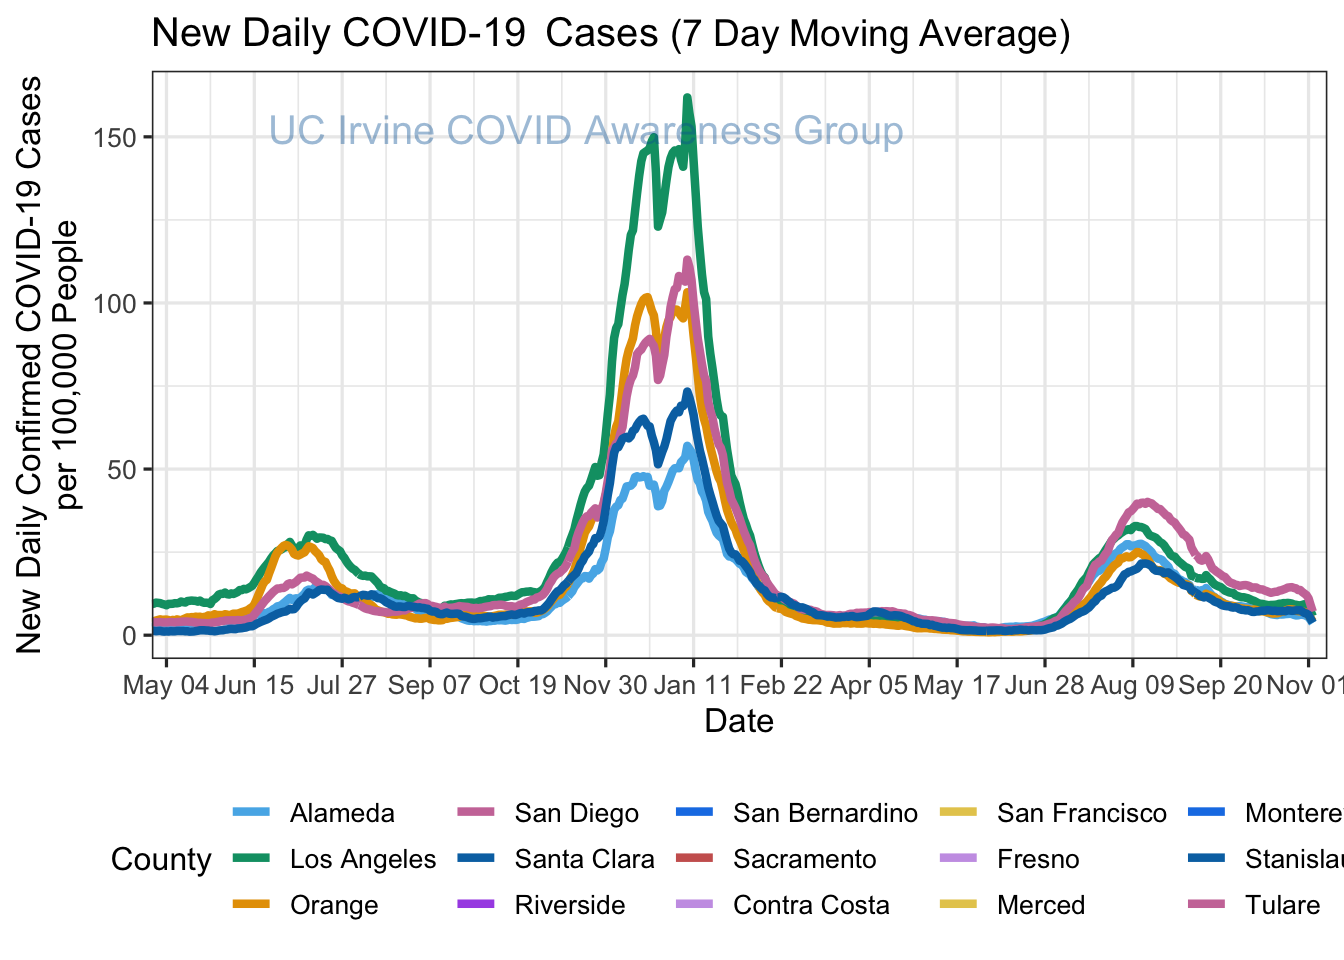 New Daily COVID-19 Cases (7 Day Moving Average)
UC Irvine COVID Awareness Group
New Daily Confirmed COVID-19 Cases
per 100,000 People
150
100
50
0
May 04 Jun 15 Jul 27 Sep 07 Oct 19 Nov 30 Jan 11 Feb 22 Apr 05 May 17 Jun 28 Aug 09 Sep 20 Nov 01
Date
County
Alameda San Diego San Bernardino San Francisco Montere
Los Angeles Santa Clara Sacramento Fresno Stanislau
Orange Riverside Contra Costa Merced Tulare